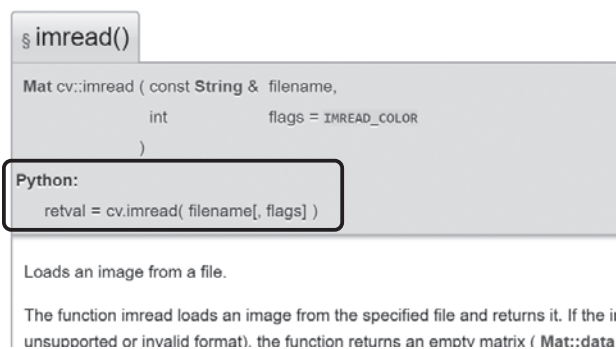 § imread()
Mat cv::imread ( const String & filename,
int flags = IMREAD_COLOR
)
Python:
retval = cv.imread( filename[, flags] )
Loads an image from a file.
The function imread loads an image from the specified file and returns it. If the
unsupported or invalid format), the function returns an empty matrix ( Mat::data